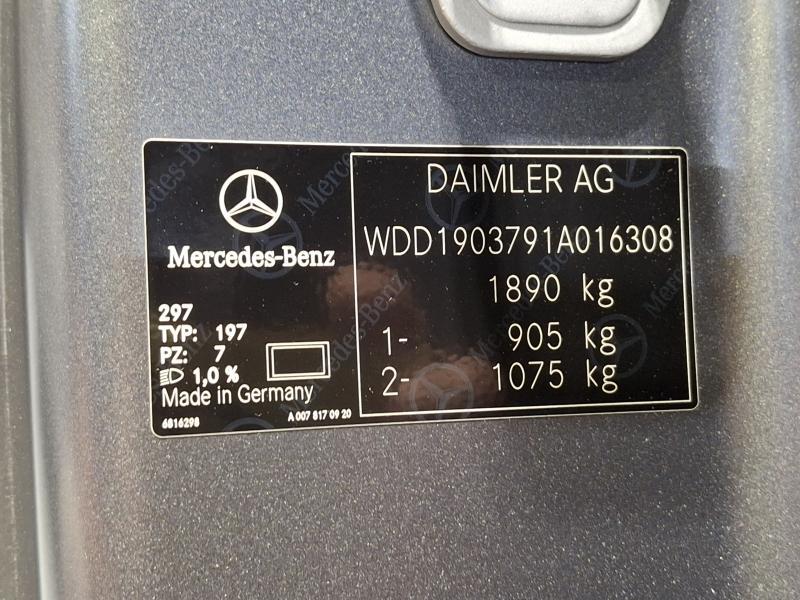 Mercedes-Benz
297
TYP: 197
PZ: 7
1,0 %
Made in Germany
6816298
A 007 817 09 20
DAIMLER AG
WDD1903791A016308
1890 kg
1- 905 kg
2- 1075 kg